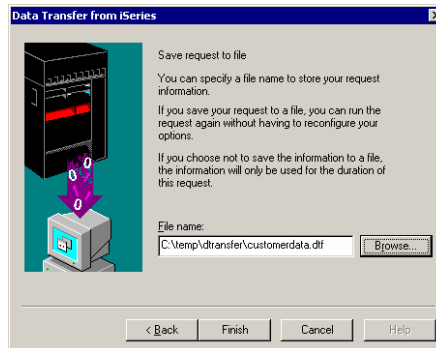 Data Transfer from iSeries
Save request to file
You can specify a file name to store your request
information.
If you save your request to a file, you can run the
request again without having to reconfigure your
options.
If you choose not to save the information to a file,
the information will only be used for the duration of
this request.
File name:
C:\temp\dtransfer\customerdata.dtf
Browse...
< Back
Finish
Cancel
Help